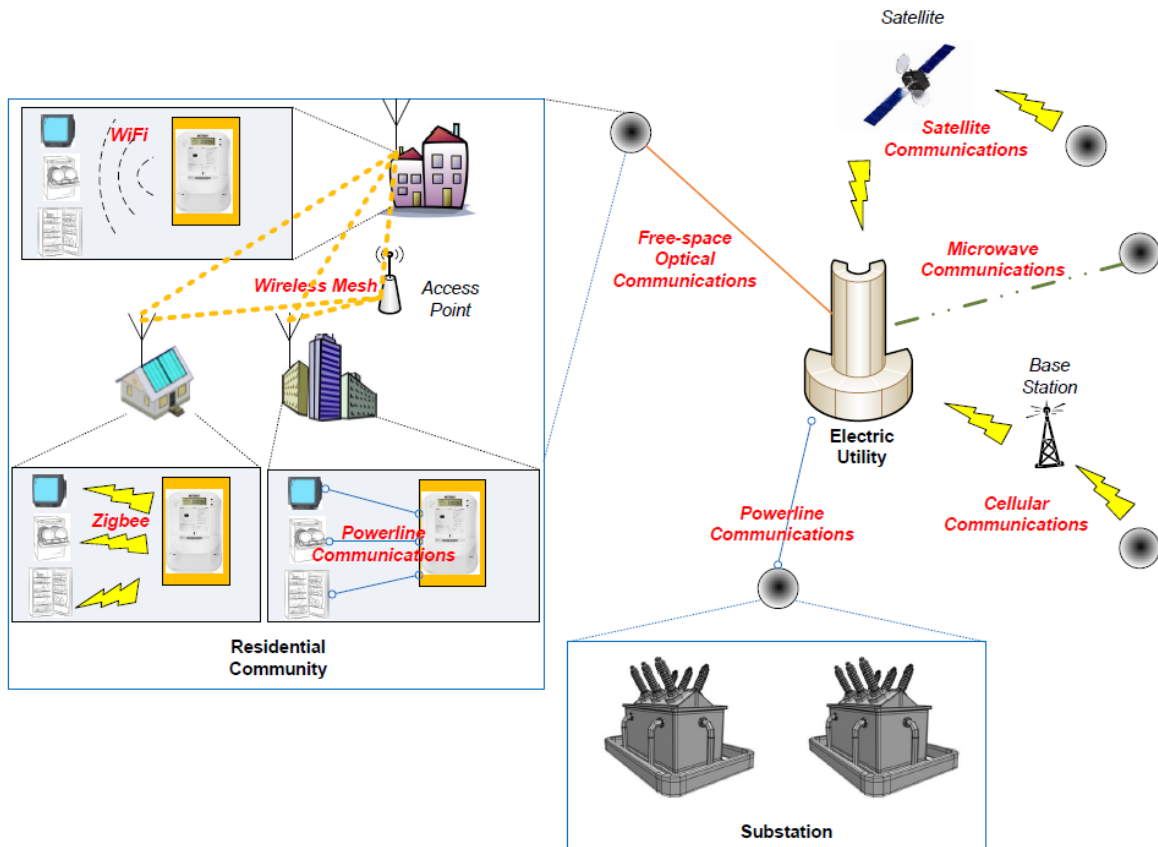 Satellite
WiFi
Satellite
Communications
Free-space
Optical
Communications
Microwave
Communications
Wireless Mesh
Access
Point
Base
Station
Electric
Utility
Zigbee
Powerline
Communications
Powerline
Communications
Cellular
Communications
Residential
Community
Substation